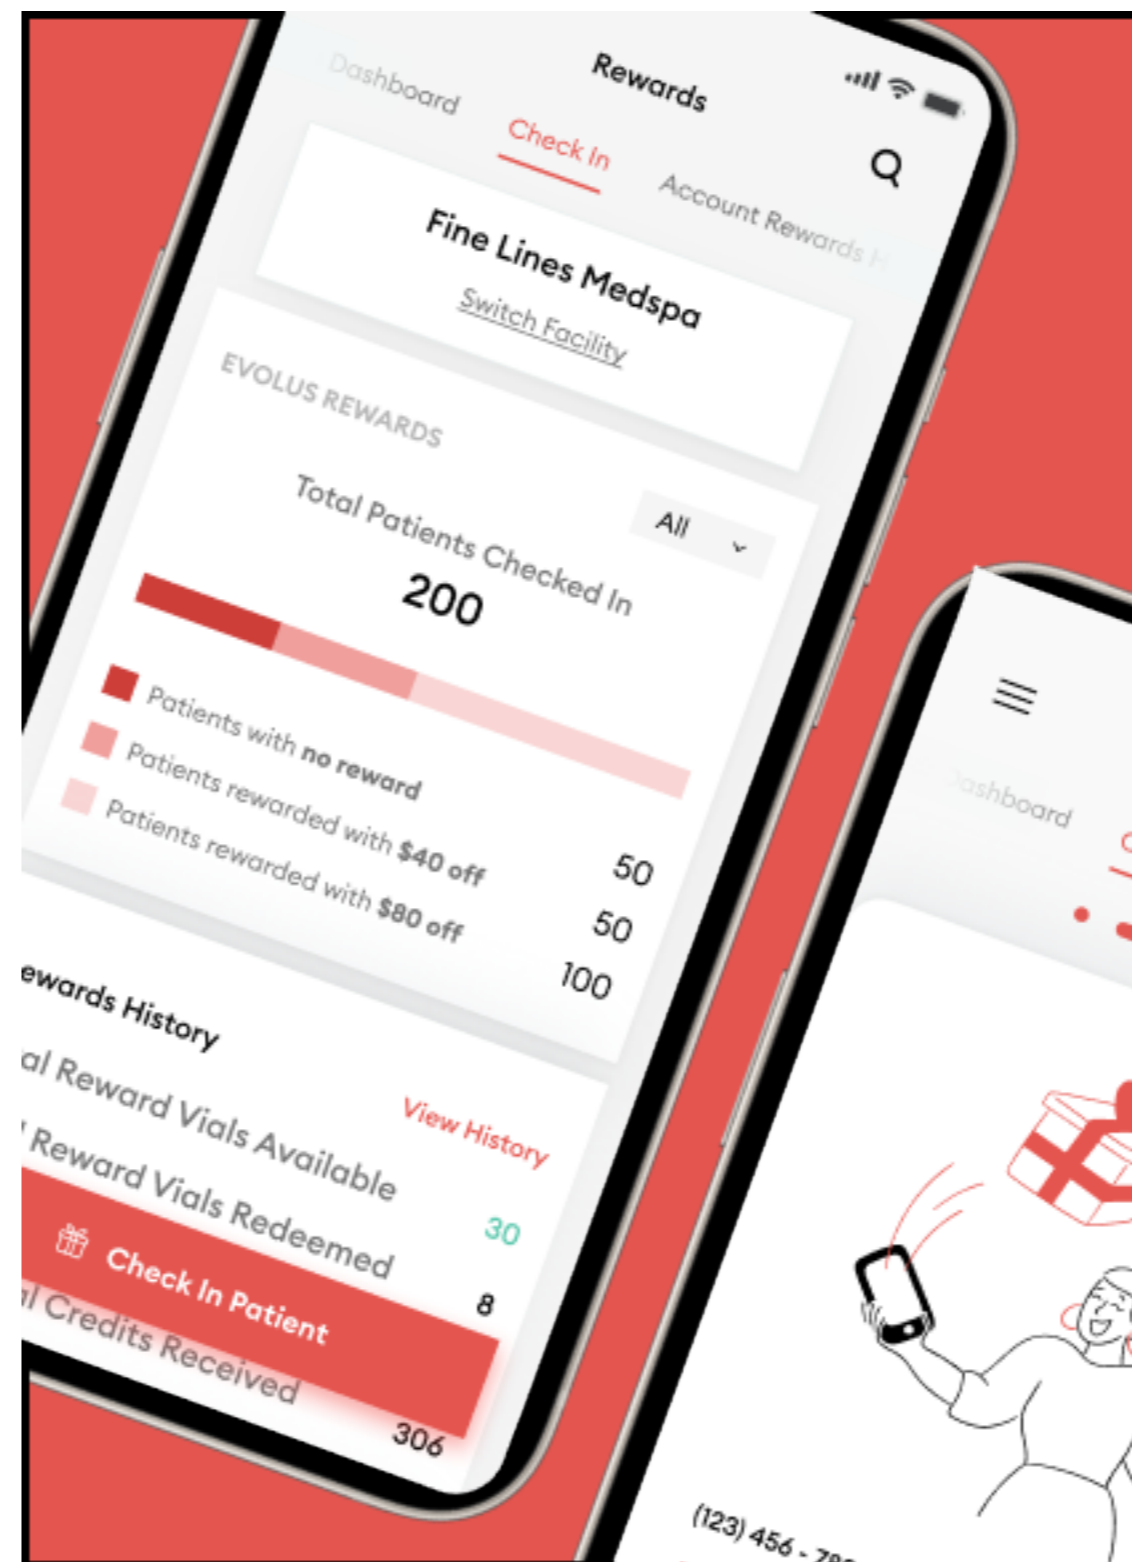 Rewards
Dashboard
Check In
Account Rewards H
Fine Lines Medspa
Switch Facility
EVOLUS REWARDS
All
Total Patients Checked In
200
Patients with no reward 50
Patients rewarded with $40 off 50
Patients rewarded with $80 off 100
ewards History
View History
al Reward Vials Available 30
Reward Vials Redeemed 8
Check In Patient
al Credits Received 306
Dashboard
(123) 456 - 78